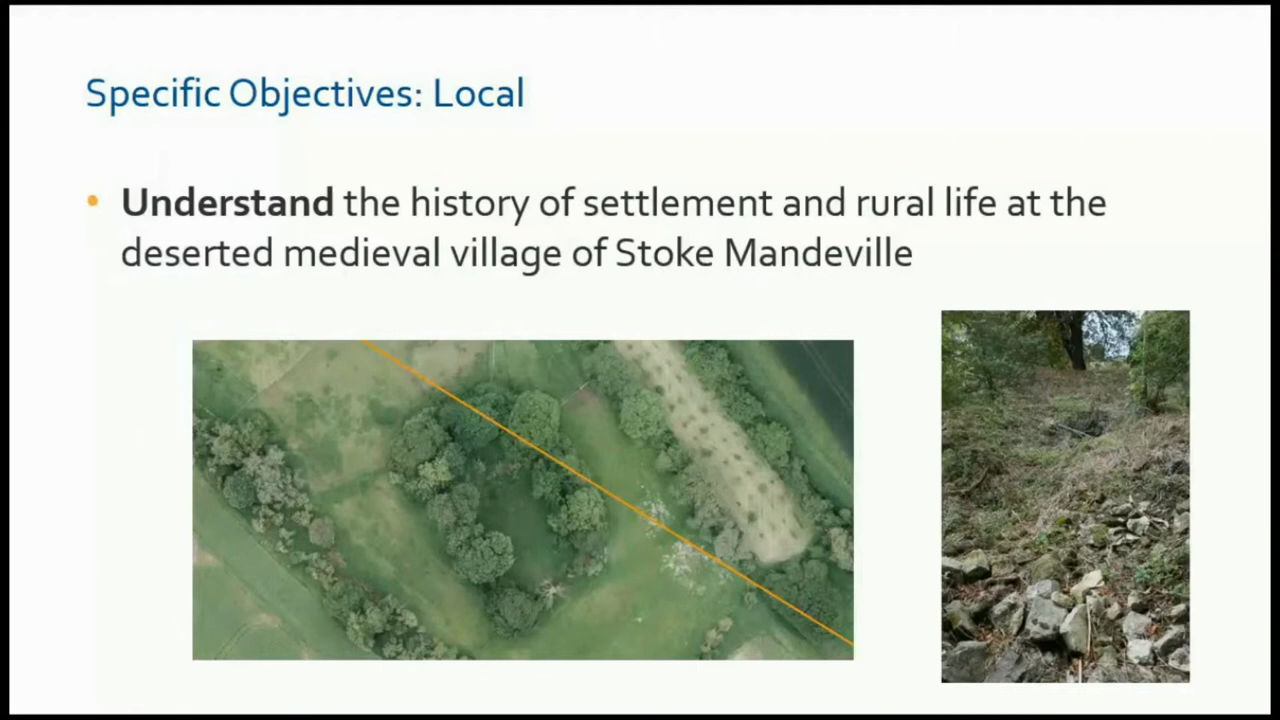 Specific Objectives: Local
• Understand the history of settlement and rural life at the
deserted medieval village of Stoke Mandeville